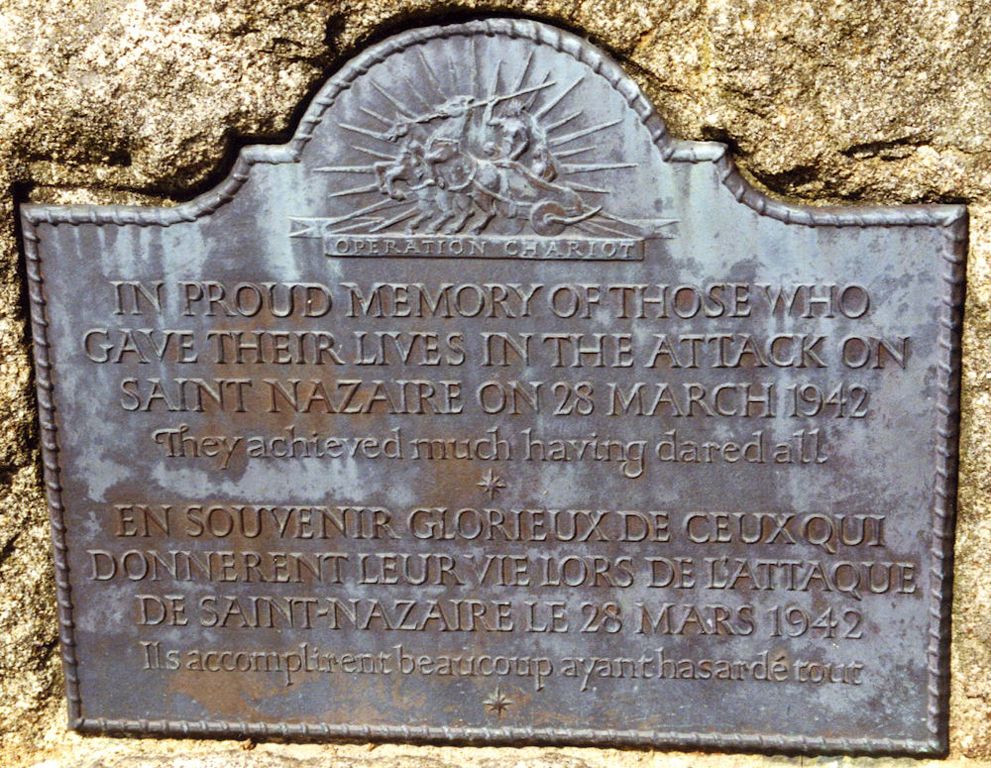 OPERATION CHARIOT
IN PROUD MEMORY OF THOSE WHO
GAVE THEIR LIVES IN THE ATTACK ON
SAINT NAZAIRE ON 28 MARCH 1942
They achieved much having dared all
EN SOUVENIR GLORIEUX DE CEUX QUI
DONNERENT LEUR VIE LORS DE L'ATTAQUE
DE SAINT-NAZAIRE LE 28 MARS 1942
Ils accomplirent beaucoup ayant hasardé tout